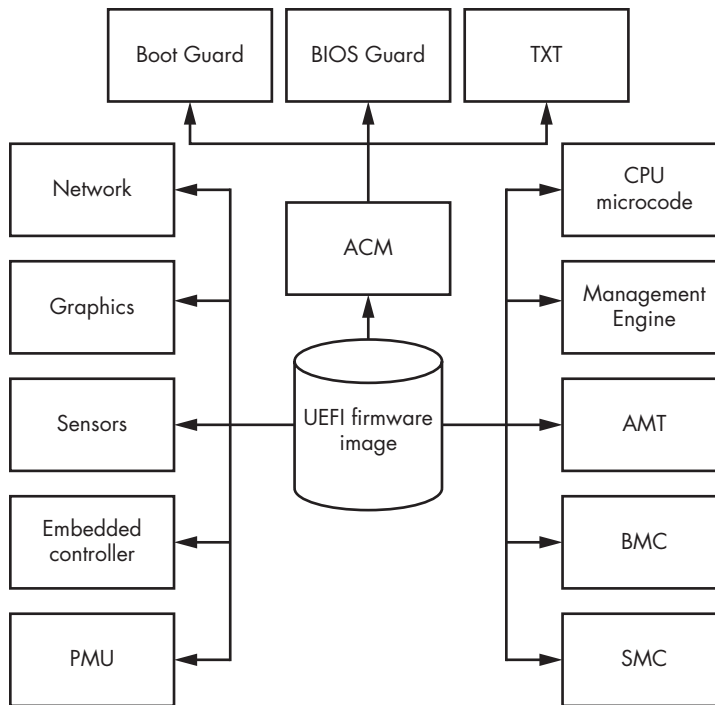 Boot Guard
BIOS Guard
TXT
Network
CPU
microcode
ACM
Graphics
Management
Engine
Sensors
UEFI firmware
image
AMT
Embedded
controller
BMC
PMU
SMC